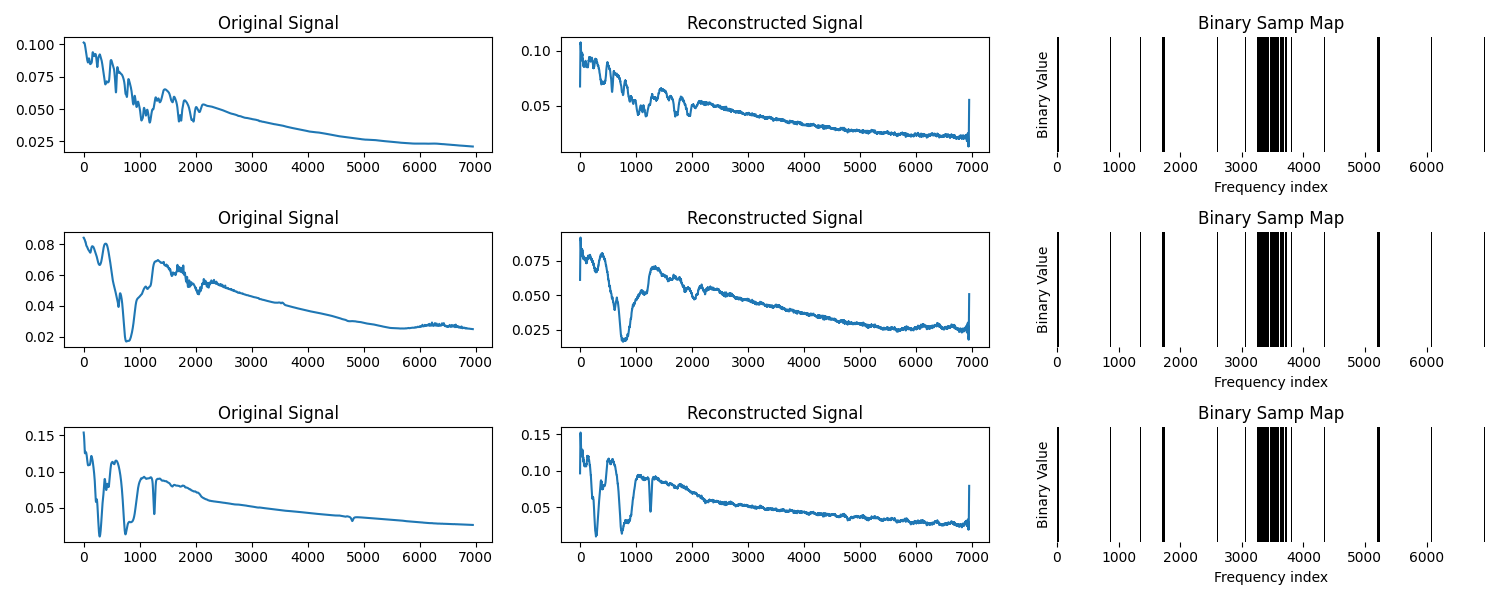 Original Signal
Reconstructed Signal
Binary Samp Map
0.100
0.075
0.050
0.025
0 1000 2000 3000 4000 5000 6000 7000
0.10
0.05
0 1000 2000 3000 4000 5000 6000 7000
Binary Value
0 1000 2000 3000 4000 5000 6000
Frequency index
Original Signal
Reconstructed Signal
Binary Samp Map
0.08
0.06
0.04
0.02
0 1000 2000 3000 4000 5000 6000 7000
0.075
0.050
0.025
0 1000 2000 3000 4000 5000 6000 7000
Binary Value
0 1000 2000 3000 4000 5000 6000
Frequency index
Original Signal
Reconstructed Signal
Binary Samp Map
0.15
0.10
0.05
0 1000 2000 3000 4000 5000 6000 7000
0.15
0.10
0.05
0 1000 2000 3000 4000 5000 6000 7000
Binary Value
0 1000 2000 3000 4000 5000 6000
Frequency index